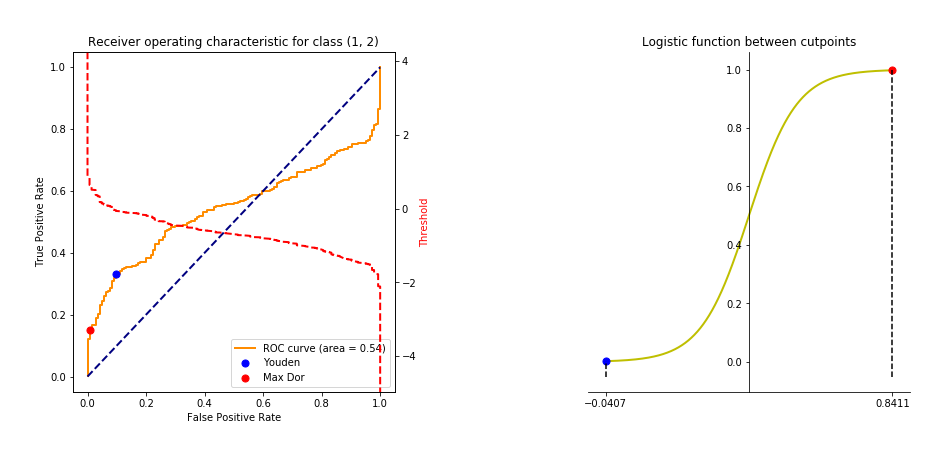 Receiver operating characteristic for class (1, 2)
1.0
0.8
0.6
0.4
0.2
0.0
True Positive Rate
4
2
0
−2
−4
Threshold
ROC curve (area = 0.54)
Youden
Max Dor
0.0 0.2 0.4 0.6 0.8 1.0
False Positive Rate
Logistic function between cutpoints
1.0
0.8
0.6
0.4
0.2
0.0
−0.0407 0.8411